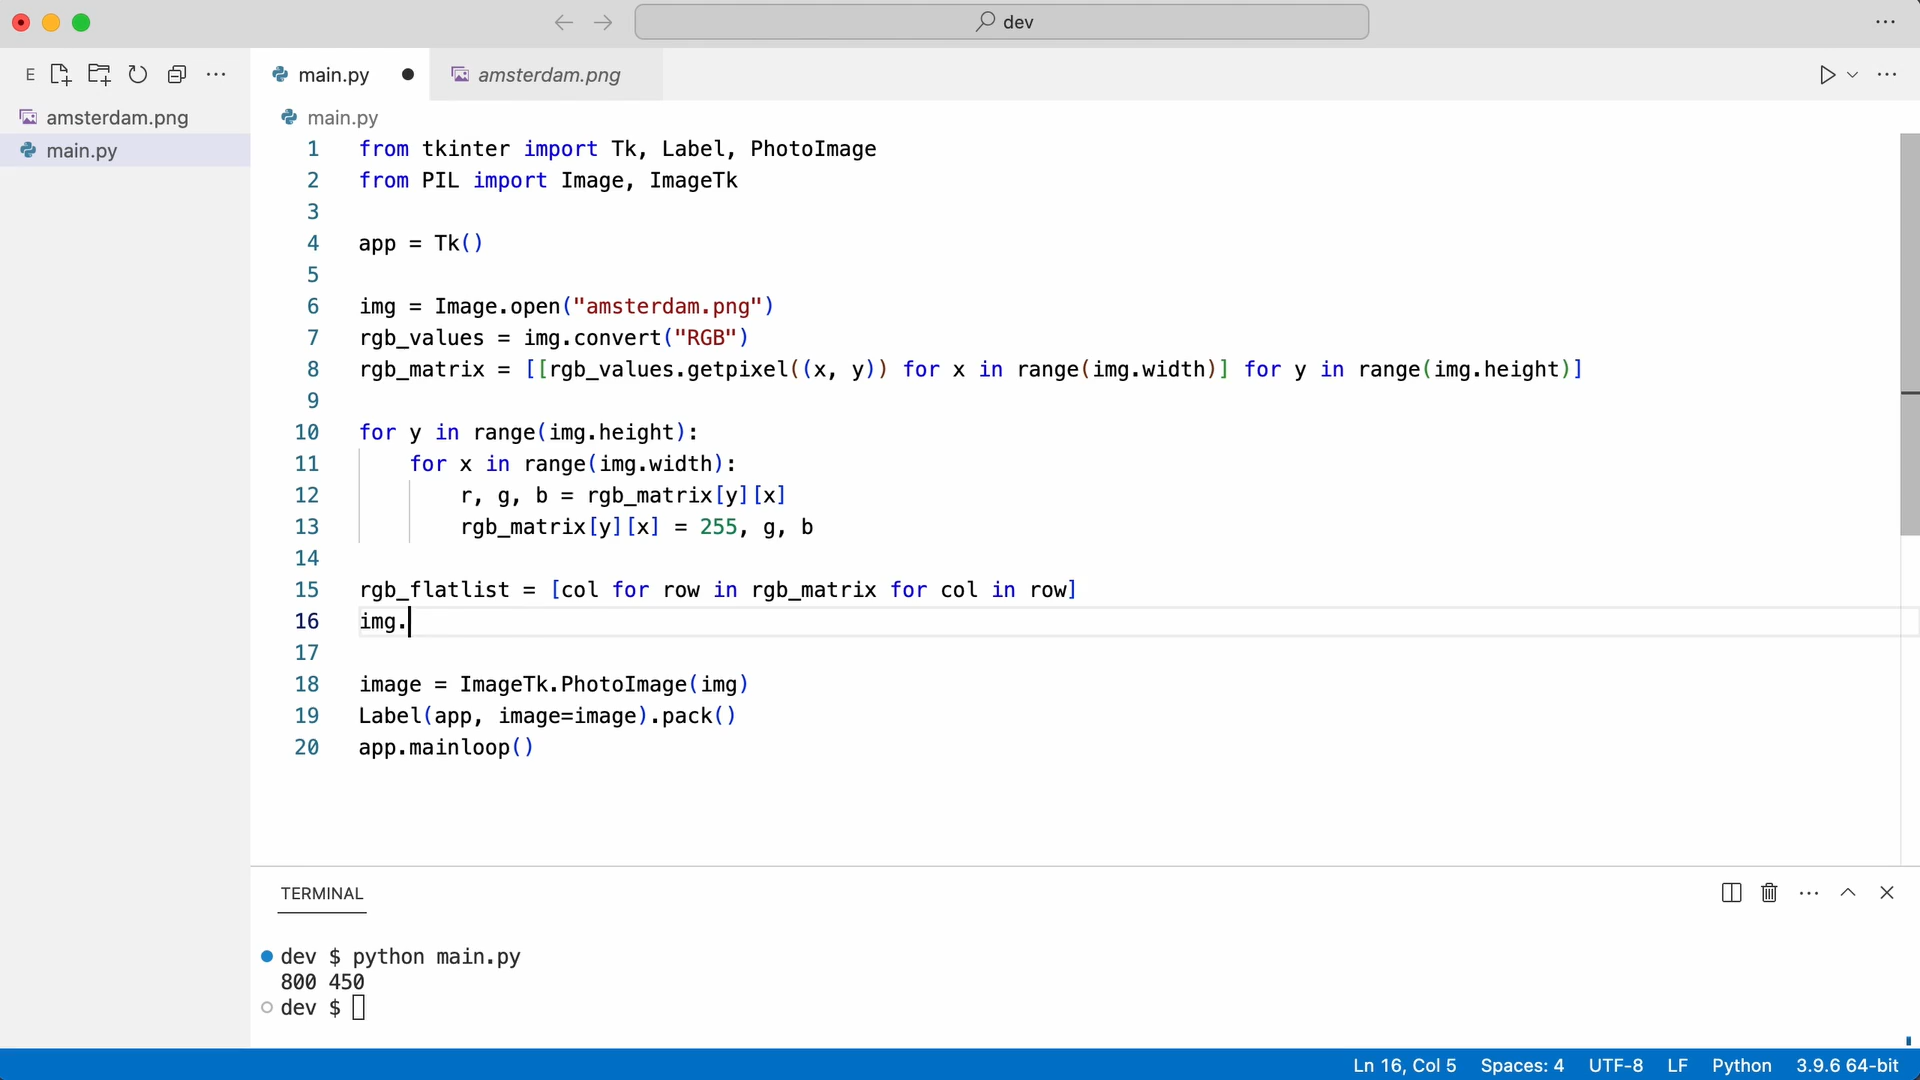 dev
E
main.py
amsterdam.png
amsterdam.png
main.py
main.py
1 from tkinter import Tk, Label, PhotoImage
2 from PIL import Image, ImageTk
3
4 app = Tk()
5
6 img = Image.open("amsterdam.png")
7 rgb_values = img.convert("RGB")
8 rgb_matrix = [[rgb_values.getpixel((x, y)) for x in range(img.width)] for y in range(img.height)]
9
10 for y in range(img.height):
11     for x in range(img.width):
12         r, g, b = rgb_matrix[y][x]
13         rgb_matrix[y][x] = 255, g, b
14
15 rgb_flatlist = [col for row in rgb_matrix for col in row]
16 img.
17
18 image = ImageTk.PhotoImage(img)
19 Label(app, image=image).pack()
20 app.mainloop()
TERMINAL
dev $ python main.py
800 450
dev $
Ln 16, Col 5 Spaces: 4 UTF-8 LF Python 3.9.6 64-bit